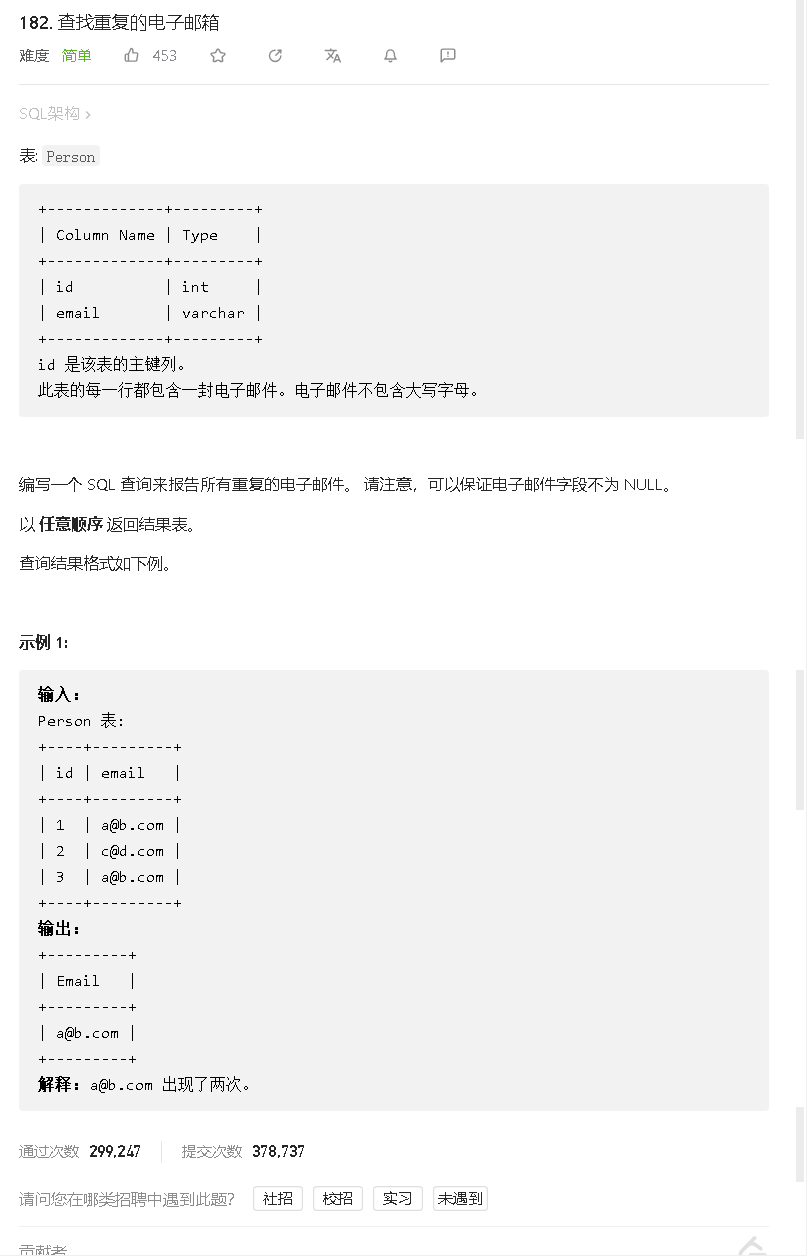 182. 查找重复的电子邮箱
难度 简单 453
SQL架构 ›
表: Person
+-------------+---------+
| Column Name | Type    |
+-------------+---------+
| id          | int     |
| email       | varchar |
+-------------+---------+
id 是该表的主键列。
此表的每一行都包含一封电子邮件。电子邮件不包含大写字母。
编写一个 SQL 查询来报告所有重复的电子邮件。 请注意，可以保证电子邮件字段不为 NULL。
以 任意顺序 返回结果表。
查询结果格式如下例。
示例 1:
输入：
Person 表:
+----+---------+
| id | email   |
+----+---------+
| 1  | a@b.com |
| 2  | c@d.com |
| 3  | a@b.com |
+----+---------+
输出：
+---------+
| Email   |
+---------+
| a@b.com |
+---------+
解释：a@b.com 出现了两次。
通过次数 299,247 提交次数 378,737
请问您在哪类招聘中遇到此题？ 社招 校招 实习 未遇到
贡献者